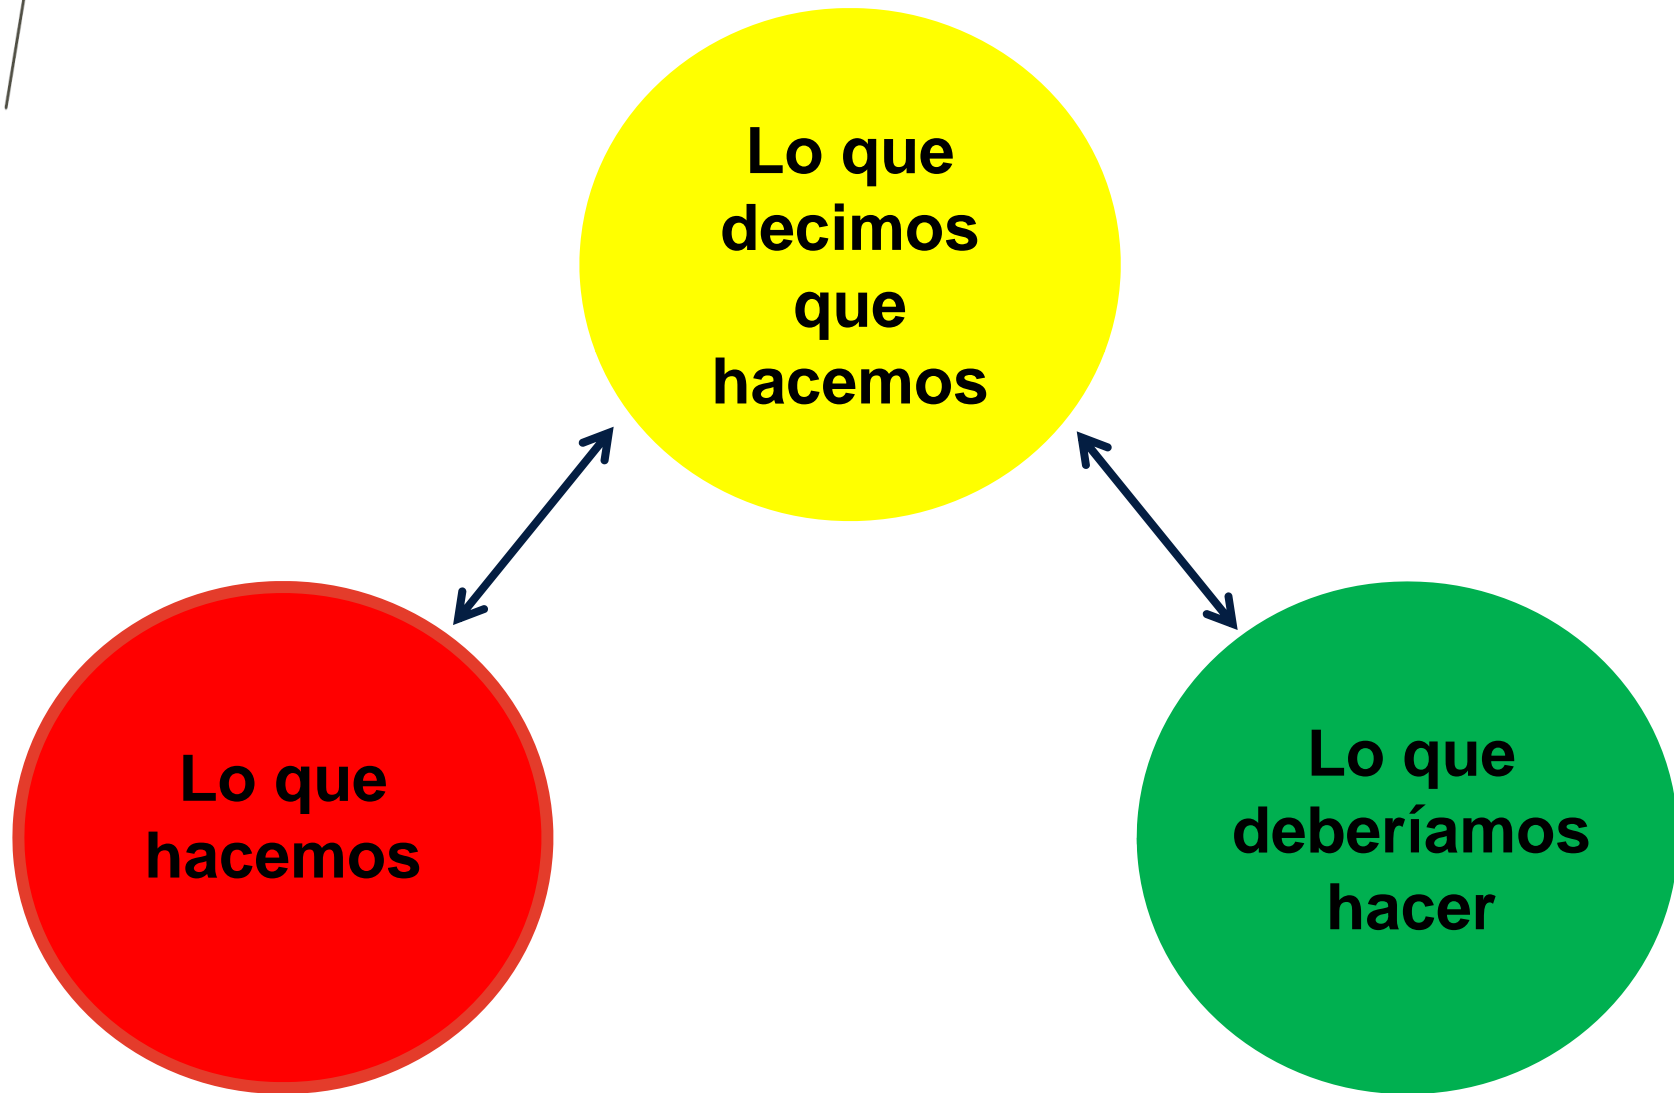 Lo que
decimos
que
hacemos
Lo que
hacemos
Lo que
deberíamos
hacer